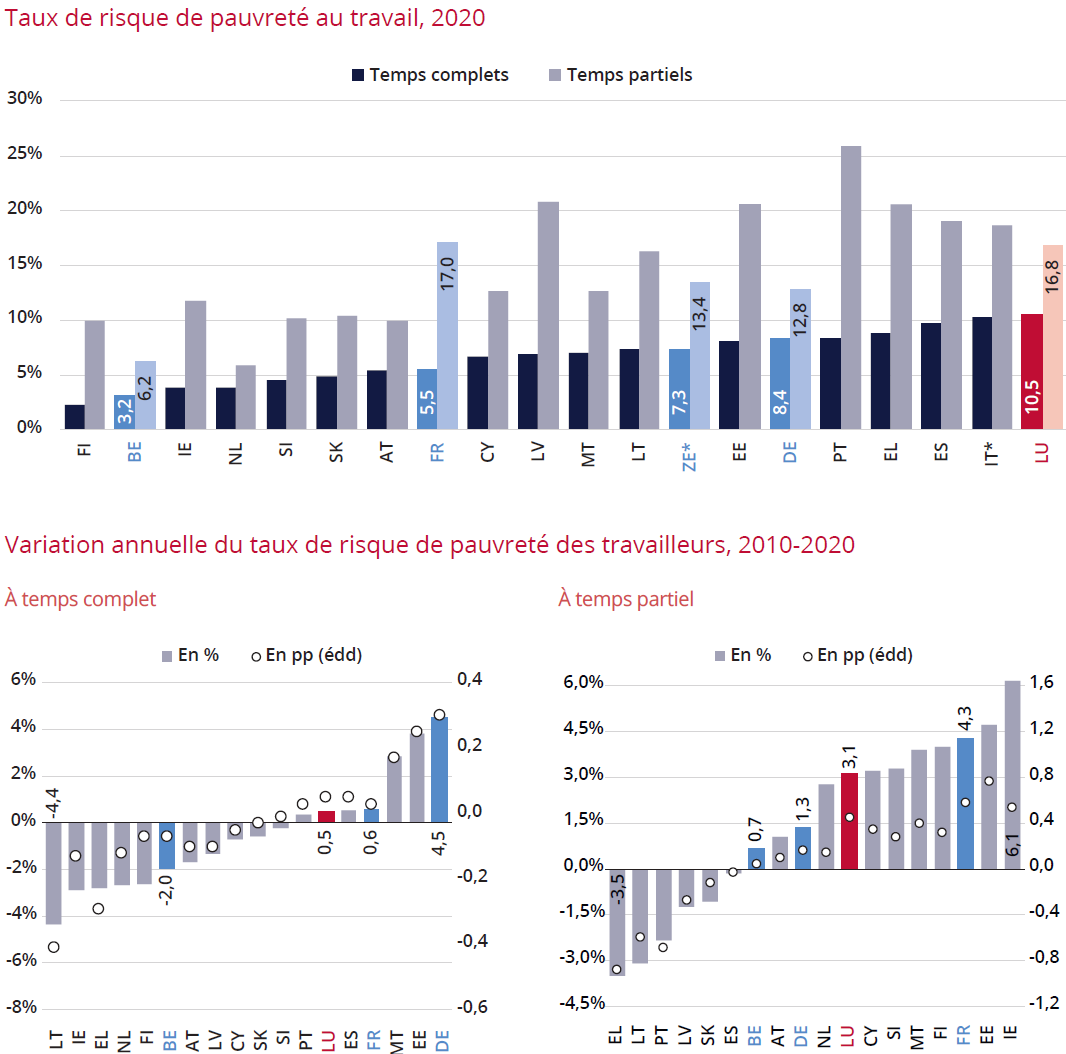 Taux de risque de pauvreté au travail, 2020
Temps complets Temps partiels
30%
25%
20%
15%
10%
5%
0%
3,2 6,2 5,5 17,0 7,3 13,4 8,4 12,8 10,5 16,8
FI BE IE NL SI SK AT FR CY LV MT LT ZE* EE DE PT EL ES IT* LU
Variation annuelle du taux de risque de pauvreté des travailleurs, 2010-2020
À temps complet
En % En pp (édd)
6%
4%
2%
0%
-2%
-4%
-6%
-8%
0,4
0,2
0,0
-0,2
-0,4
-0,6
-4,4 -2,0 0,5 0,6 4,5
LT IE EL NL FI BE AT LV CY SK SI PT LU ES FR MT EE DE
À temps partiel
En % En pp (édd)
6,0%
4,5%
3,0%
1,5%
0,0%
-1,5%
-3,0%
-4,5%
1,6
1,2
0,8
0,4
0,0
-0,4
-0,8
-1,2
-3,5 0,7 1,3 3,1 4,3 6,1
EL LT PT LV SK ES BE AT DE NL LU CY SI MT FI FR EE IE